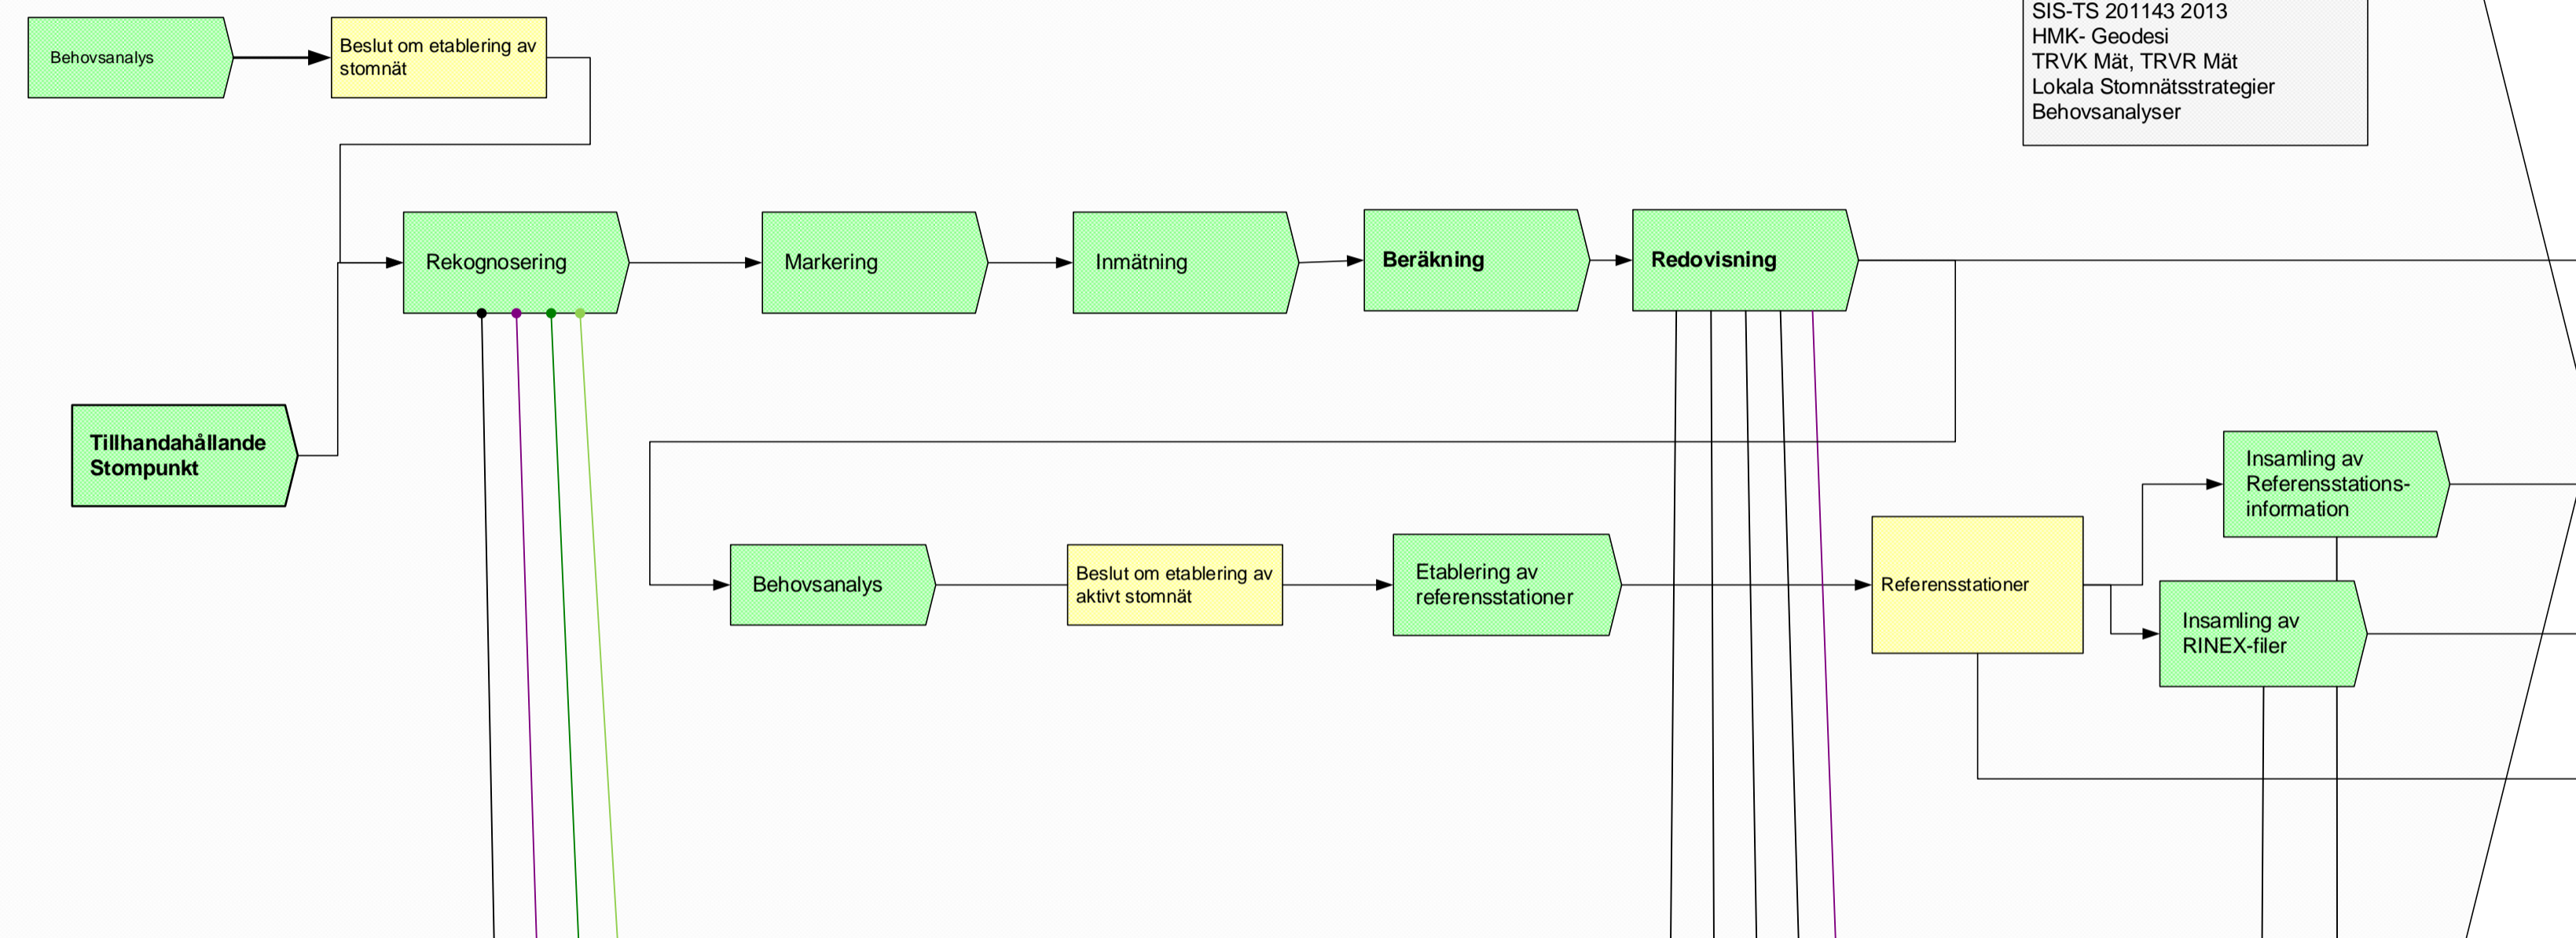 Behovsanalys
Beslut om etablering av
stomnät
SIS-TS 201143 2013
HMK- Geodesi
TRVK Mät, TRVR Mät
Lokala Stomnätsstrategier
Behovsanalyser
Rekognosering
Markering
Inmätning
Beräkning
Redovisning
Tillhandahållande
Stompunkt
Behovsanalys
Beslut om etablering av
aktivt stomnät
Etablering av
referensstationer
Referensstationer
Insamling av
Referensstations-
information
Insamling av
RINEX-filer